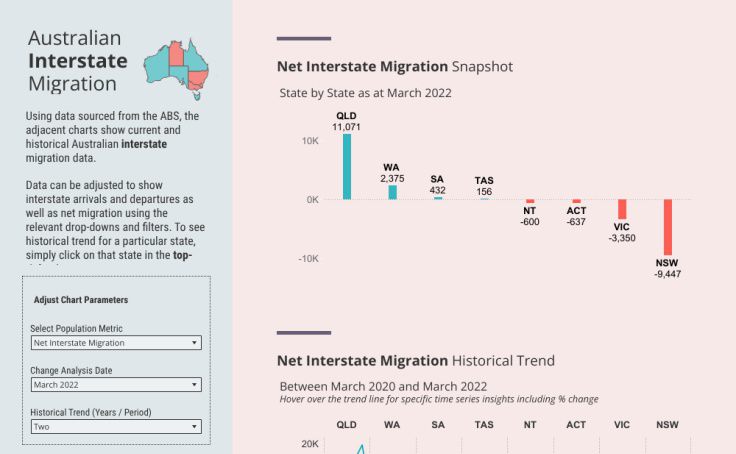 Australian
Interstate
Migration
Using data sourced from the ABS, the
adjacent charts show current and
historical Australian interstate
migration data.
Data can be adjusted to show
interstate arrivals and departures as
well as net migration using the
relevant drop-downs and filters. To see
historical trend for a particular state,
simply click on that state in the top-
Adjust Chart Parameters
Select Population Metric
Net Interstate Migration
Change Analysis Date
March 2022
Historical Trend (Years / Period)
Two
Net Interstate Migration Snapshot
State by State as at March 2022
QLD
11,071
10K
WA
2,375
SA
432
TAS
156
0K
NT
-600
ACT
-637
VIC
-3,350
-10K
NSW
-9,447
Net Interstate Migration Historical Trend
Between March 2020 and March 2022
Hover over the trend line for specific time series insights including % change
QLD WA SA TAS NT ACT VIC NSW
20K